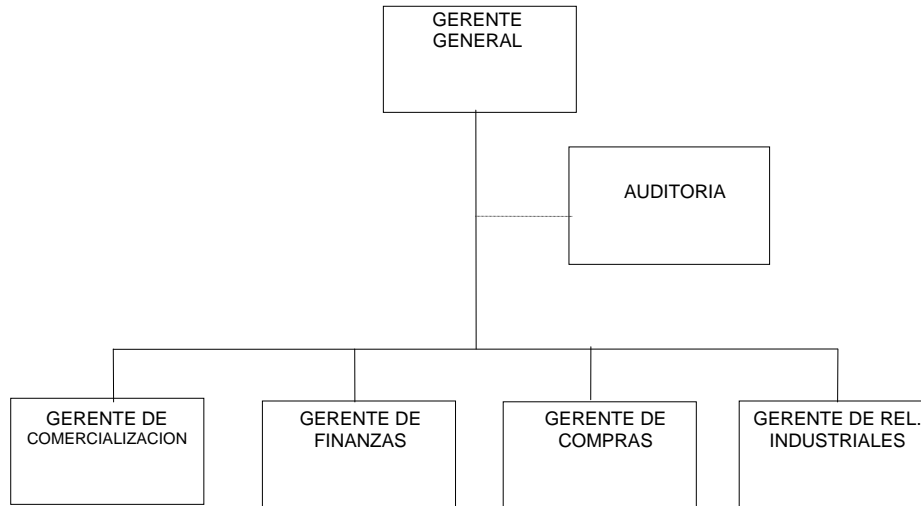 GERENTE
GENERAL
AUDITORIA
GERENTE DE
COMERCIALIZACION
GERENTE DE
FINANZAS
GERENTE DE
COMPRAS
GERENTE DE REL.
INDUSTRIALES